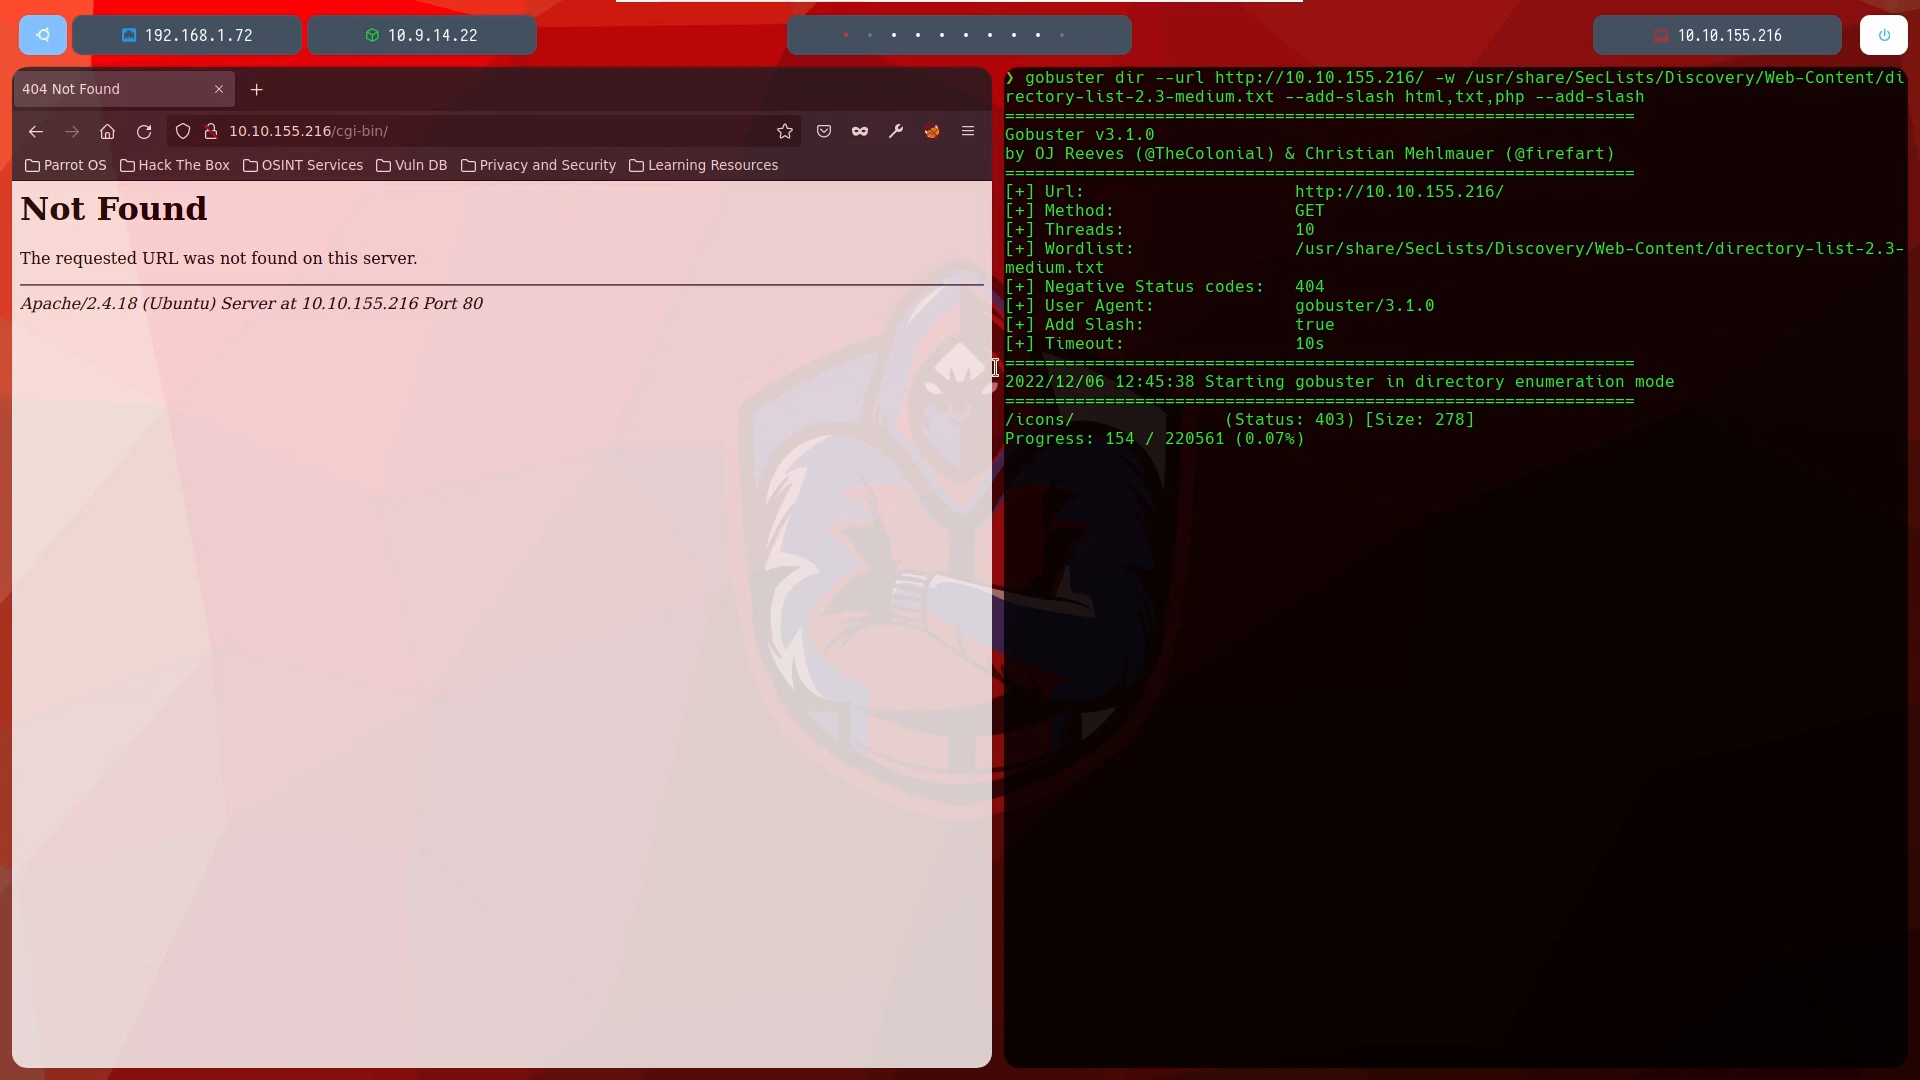 192.168.1.72
10.9.14.22
10.10.155.216
404 Not Found
10.10.155.216/cgi-bin/
Parrot OS
Hack The Box
OSINT Services
Vuln DB
Privacy and Security
Learning Resources
Not Found
The requested URL was not found on this server.
Apache/2.4.18 (Ubuntu) Server at 10.10.155.216 Port 80
❯ gobuster dir --url http://10.10.155.216/ -w /usr/share/SecLists/Discovery/Web-Content/di
rectory-list-2.3-medium.txt --add-slash html,txt,php --add-slash
===============================================================
Gobuster v3.1.0
by OJ Reeves (@TheColonial) & Christian Mehlmauer (@firefart)
===============================================================
[+] Url:                     http://10.10.155.216/
[+] Method:                  GET
[+] Threads:                 10
[+] Wordlist:                /usr/share/SecLists/Discovery/Web-Content/directory-list-2.3-
medium.txt
[+] Negative Status codes:   404
[+] User Agent:              gobuster/3.1.0
[+] Add Slash:               true
[+] Timeout:                 10s
===============================================================
2022/12/06 12:45:38 Starting gobuster in directory enumeration mode
===============================================================
/icons/               (Status: 403) [Size: 278]
Progress: 154 / 220561 (0.07%)